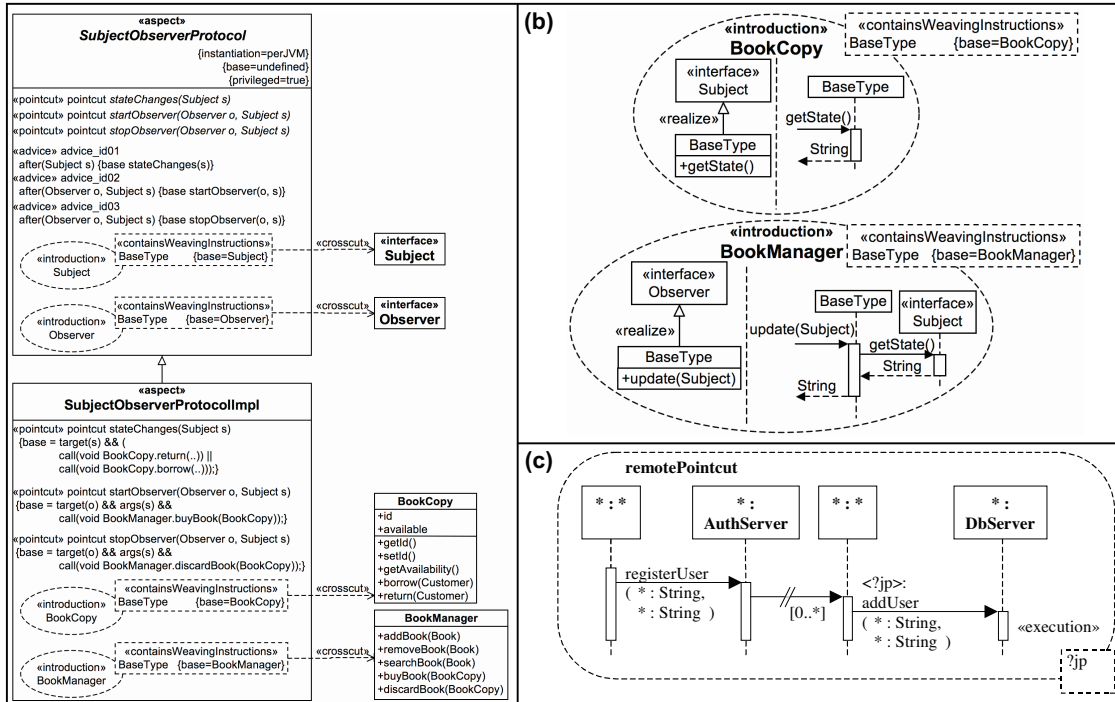 «aspect»
SubjectObserverProtocol
{instantiation=perJVM}
{base=undefined}
{privileged=true}
«pointcut» pointcut stateChanges(Subject s)
«pointcut» pointcut startObserver(Observer o, Subject s)
«pointcut» pointcut stopObserver(Observer o, Subject s)
«advice» advice_id01
after(Subject s) {base stateChanges(s)}
«advice» advice_id02
after(Observer o, Subject s) {base startObserver(o, s)}
«advice» advice_id03
after(Observer o, Subject s) {base stopObserver(o, s)}
«introduction»
Subject
«containsWeavingInstructions»
BaseType {base=Subject}
«crosscut»
«interface»
Subject
«introduction»
Observer
«containsWeavingInstructions»
BaseType {base=Observer}
«crosscut»
«interface»
Observer
«aspect»
SubjectObserverProtocolImpl
«pointcut» pointcut stateChanges(Subject s)
{base = target(s) && (
call(void BookCopy.return(..)) ||
call(void BookCopy.borrow(..)));}
«pointcut» pointcut startObserver(Observer o, Subject s)
{base = target(o) && args(s) &&
call(void BookManager.buyBook(BookCopy));}
«pointcut» pointcut stopObserver(Observer o, Subject s)
{base = target(o) && args(s) &&
call(void BookManager.discardBook(BookCopy));}
«introduction»
BookCopy
«containsWeavingInstructions»
BaseType {base=BookCopy}
«crosscut»
BookCopy
+id
+available
+getId()
+setId()
+getAvailability()
+borrow(Customer)
+return(Customer)
«introduction»
BookManager
«containsWeavingInstructions»
BaseType {base=BookManager}
«crosscut»
BookManager
+addBook(Book)
+removeBook(Book)
+searchBook(Book)
+buyBook(BookCopy)
+discardBook(BookCopy)
(b)
«introduction»
BookCopy
«containsWeavingInstructions»
BaseType {base=BookCopy}
«interface»
Subject
«realize»
BaseType
+getState()
BaseType
getState()
String
«introduction»
BookManager
«containsWeavingInstructions»
BaseType {base=BookManager}
«interface»
Observer
«realize»
BaseType
+update(Subject)
BaseType
«interface»
Subject
update(Subject)
getState()
String
String
(c)
remotePointcut
* : *
* :
AuthServer
* : *
* :
DbServer
registerUser
( * : String,
* : String )
[0..*]
<?jp>:
addUser
( * : String,
* : String )
«execution»
?jp